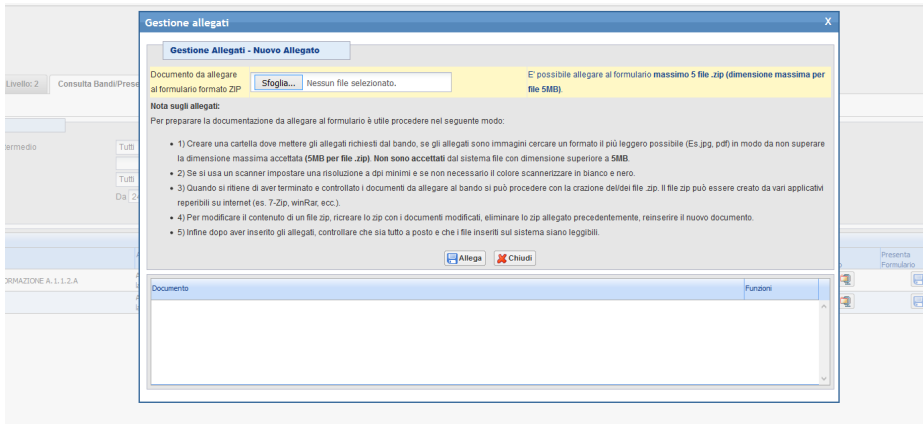 Gestione allegati X
Gestione Allegati - Nuovo Allegato
Documento da allegare
al formulario formato ZIP
Sfoglia... Nessun file selezionato.
E' possibile allegare al formulario massimo 5 file .zip (dimensione massima per
file 5MB).
Nota sugli allegati:
Per preparare la documentazione da allegare al formulario è utile procedere nel seguente modo:
• 1) Creare una cartella dove mettere gli allegati richiesti dal bando, se gli allegati sono immagini cercare un formato il più leggero possibile (Es.jpg, pdf) in modo da non superare
la dimensione massima accettata (5MB per file .zip). Non sono accettati dal sistema file con dimensione superiore a 5MB.
• 2) Se si usa un scanner impostare una risoluzione a dpi minimi e se non necessario il colore scannerizzare in bianco e nero.
• 3) Quando si ritiene di aver terminato e controllato i documenti da allegare al bando si può procedere con la crazione del/dei file .zip. Il file zip può essere creato da vari applicativi
reperibili su internet (es. 7-Zip, winRar, ecc.).
• 4) Per modificare il contenuto di un file zip, ricreare lo zip con i documenti modificati, eliminare lo zip allegato precedentemente, reinserire il nuovo documento.
• 5) Infine dopo aver inserito gli allegati, controllare che sia tutto a posto e che i file inseriti sul sistema siano leggibili.
Allega Chiudi
Documento Funzioni
Livello: 2 Consulta Bandi/Prese
termedio Tutti
Tutti
Da 2
Presenta
Formulario
ORMAZIONE A.1.1.2.A